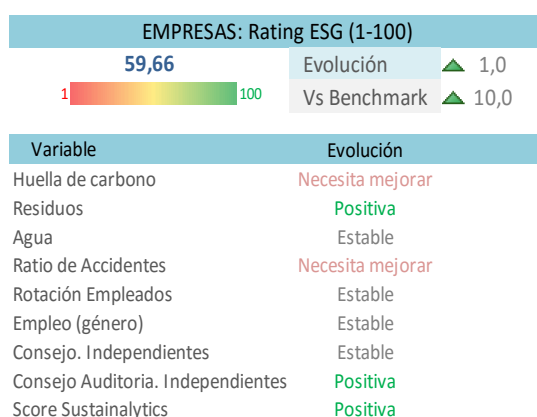 EMPRESAS: Rating ESG (1-100)
59,66 Evolución 1,0
1 100 Vs Benchmark 10,0
Variable Evolución
Huella de carbono Necesita mejorar
Residuos Positiva
Agua Estable
Ratio de Accidentes Necesita mejorar
Rotación Empleados Estable
Empleo (género) Estable
Consejo. Independientes Estable
Consejo Auditoria. Independientes Positiva
Score Sustainalytics Positiva